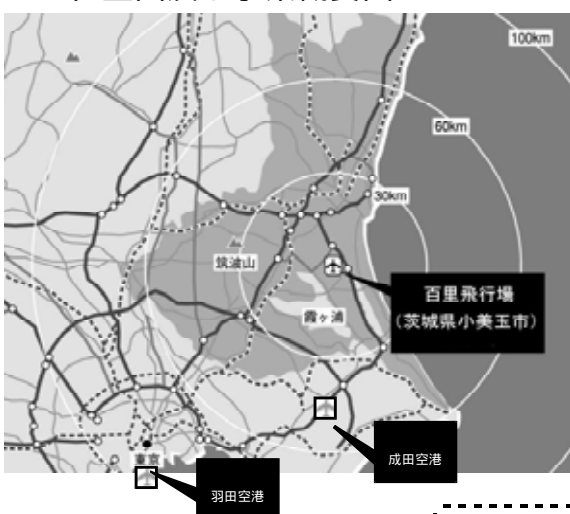 100km
60km
30km
筑波山
百里飛行場
(茨城県小美玉市)
霞ヶ浦
成田空港
東京
羽田空港